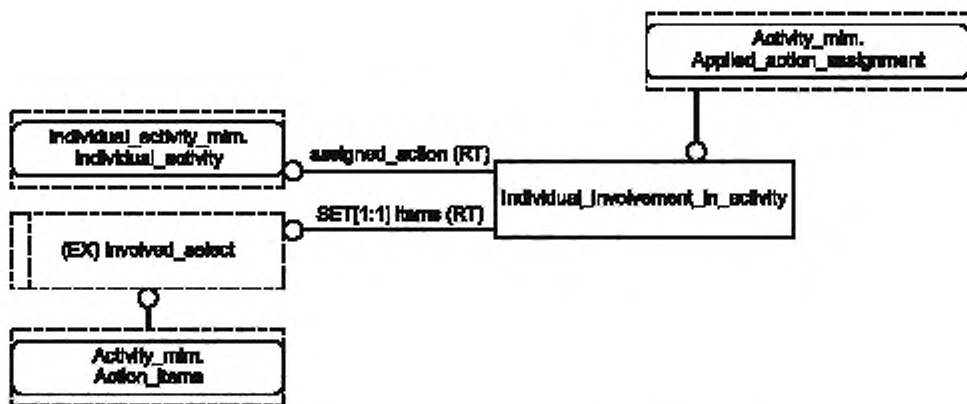 Activity_mim.
Applied_action_assignment
Individual_activity_mim.
Individual_activity
assigned_action (RT)
Individual_involvement_in_activity
SET[1:1] items (RT)
(EX) involved_select
Activity_mim.
Action_items